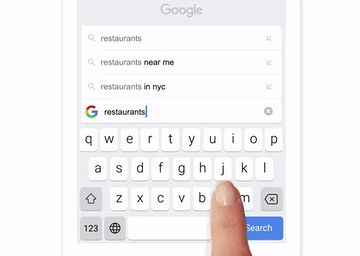 Google
restaurants
restaurants near me
restaurants in nyc
G restaurants
q w e r t y u i o p
a s d f g h j k l
z x c v b m
123 Search